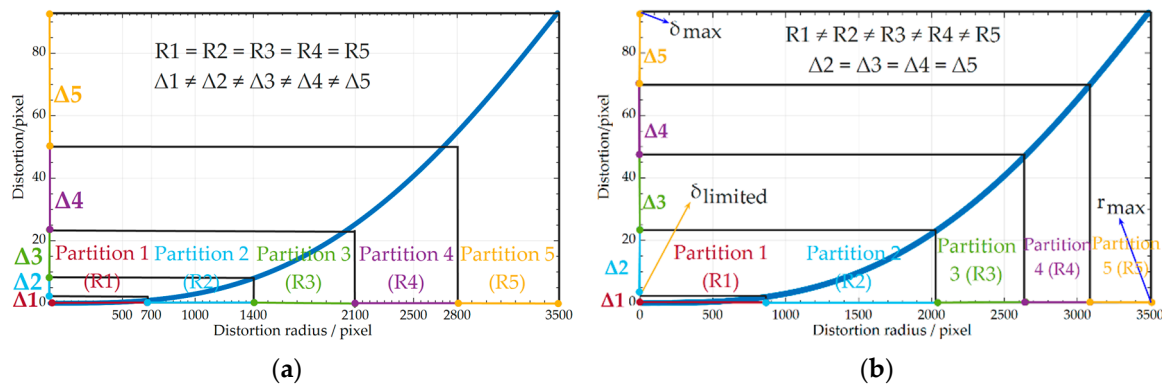 R1 = R2 = R3 = R4 = R5
Δ1 ≠ Δ2 ≠ Δ3 ≠ Δ4 ≠ Δ5
Distortion/pixel
80
60
40
20
0
Δ5
Δ4
Δ3
Δ2
Δ1
Partition 1 Partition 2 Partition 3 Partition 4 Partition 5
(R1) (R2) (R3) (R4) (R5)
500 700 1000 1400 2100 2800 3500
Distortion radius / pixel
(a)
δmax
R1 ≠ R2 ≠ R3 ≠ R4 ≠ R5
Δ2 = Δ3 = Δ4 = Δ5
Distortion/pixel
80
60
40
20
0
Δ5
Δ4
Δ3
Δ2
Δ1
δlimited
rmax
Partition 1 Partition 2 Partition Partition Partition
(R1) (R2) 3 (R3) 4 (R4) 5 (R5)
0 500 1000 1500 2000 2500 3000 3500
Distortion radius / pixel
(b)